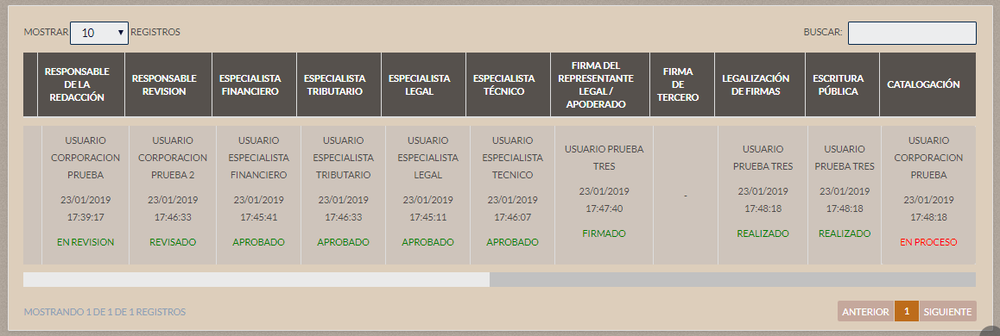 MOSTRAR 10 REGISTROS BUSCAR:
RESPONSABLE DE LA REDACCIÓN
RESPONSABLE REVISION
ESPECIALISTA FINANCIERO
ESPECIALISTA TRIBUTARIO
ESPECIALISTA LEGAL
ESPECIALISTA TÉCNICO
FIRMA DEL REPRESENTANTE LEGAL / APODERADO
FIRMA DE TERCERO
LEGALIZACIÓN DE FIRMAS
ESCRITURA PÚBLICA
CATALOGACIÓN
USUARIO CORPORACION PRUEBA
23/01/2019 17:39:17
EN REVISION
USUARIO CORPORACION PRUEBA 2
23/01/2019 17:46:33
REVISADO
USUARIO ESPECIALISTA FINANCIERO
23/01/2019 17:45:41
APROBADO
USUARIO ESPECIALISTA TRIBUTARIO
23/01/2019 17:46:33
APROBADO
USUARIO ESPECIALISTA LEGAL
23/01/2019 17:45:11
APROBADO
USUARIO ESPECIALISTA TECNICO
23/01/2019 17:46:07
APROBADO
USUARIO PRUEBA TRES
23/01/2019 17:47:40
FIRMADO
-
USUARIO PRUEBA TRES
23/01/2019 17:48:18
REALIZADO
USUARIO PRUEBA TRES
23/01/2019 17:48:18
REALIZADO
USUARIO CORPORACION PRUEBA
23/01/2019 17:48:18
EN PROCESO
MOSTRANDO 1 DE 1 DE 1 REGISTROS
ANTERIOR 1 SIGUIENTE